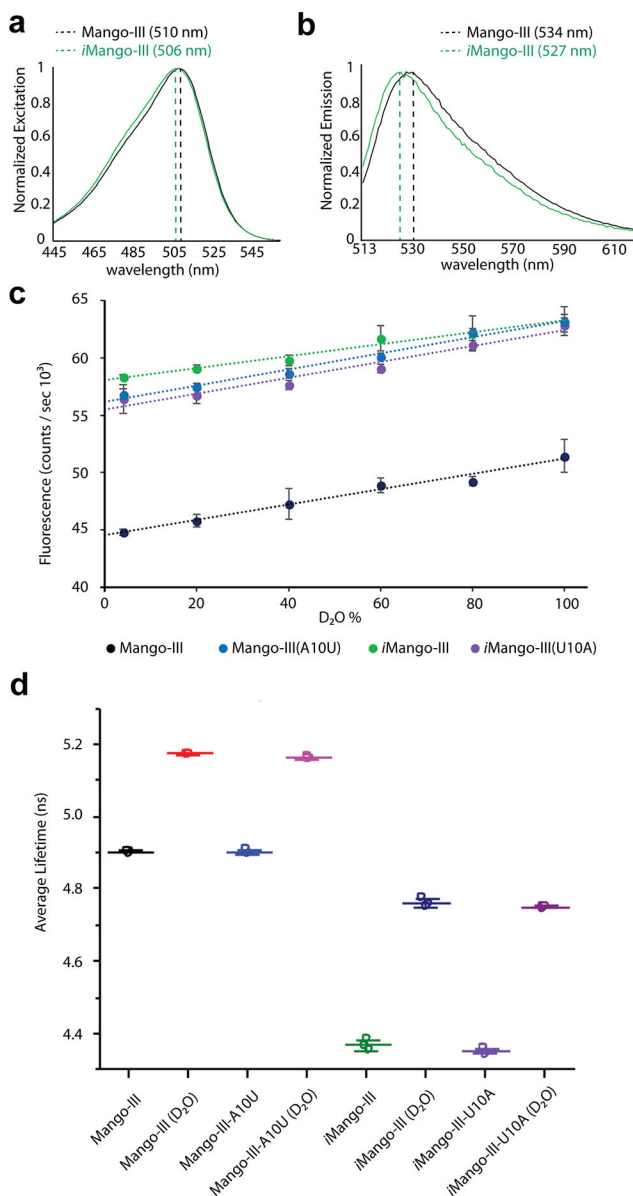 a
Mango-III (510 nm)
iMango-III (506 nm)
Normalized Excitation
1
0.8
0.6
0.4
0.2
0
445 465 485 505 525 545
wavelength (nm)
b
Mango-III (534 nm)
iMango-III (527 nm)
Normalized Emission
1
0.8
0.6
0.4
0.2
0
513 530 550 570 590 610
wavelength (nm)
c
Fluorescence (counts / sec 10³)
65
60
55
50
45
40
0 20 40 60 80 100
D₂O %
Mango-III Mango-III(A10U) iMango-III iMango-III(U10A)
d
Average Lifetime (ns)
5.2
5.0
4.8
4.6
4.4
Mango-III
Mango-III (D₂O)
Mango-III-A10U
Mango-III-A10U (D₂O)
iMango-III
iMango-III (D₂O)
iMango-III-U10A
iMango-III-U10A (D₂O)